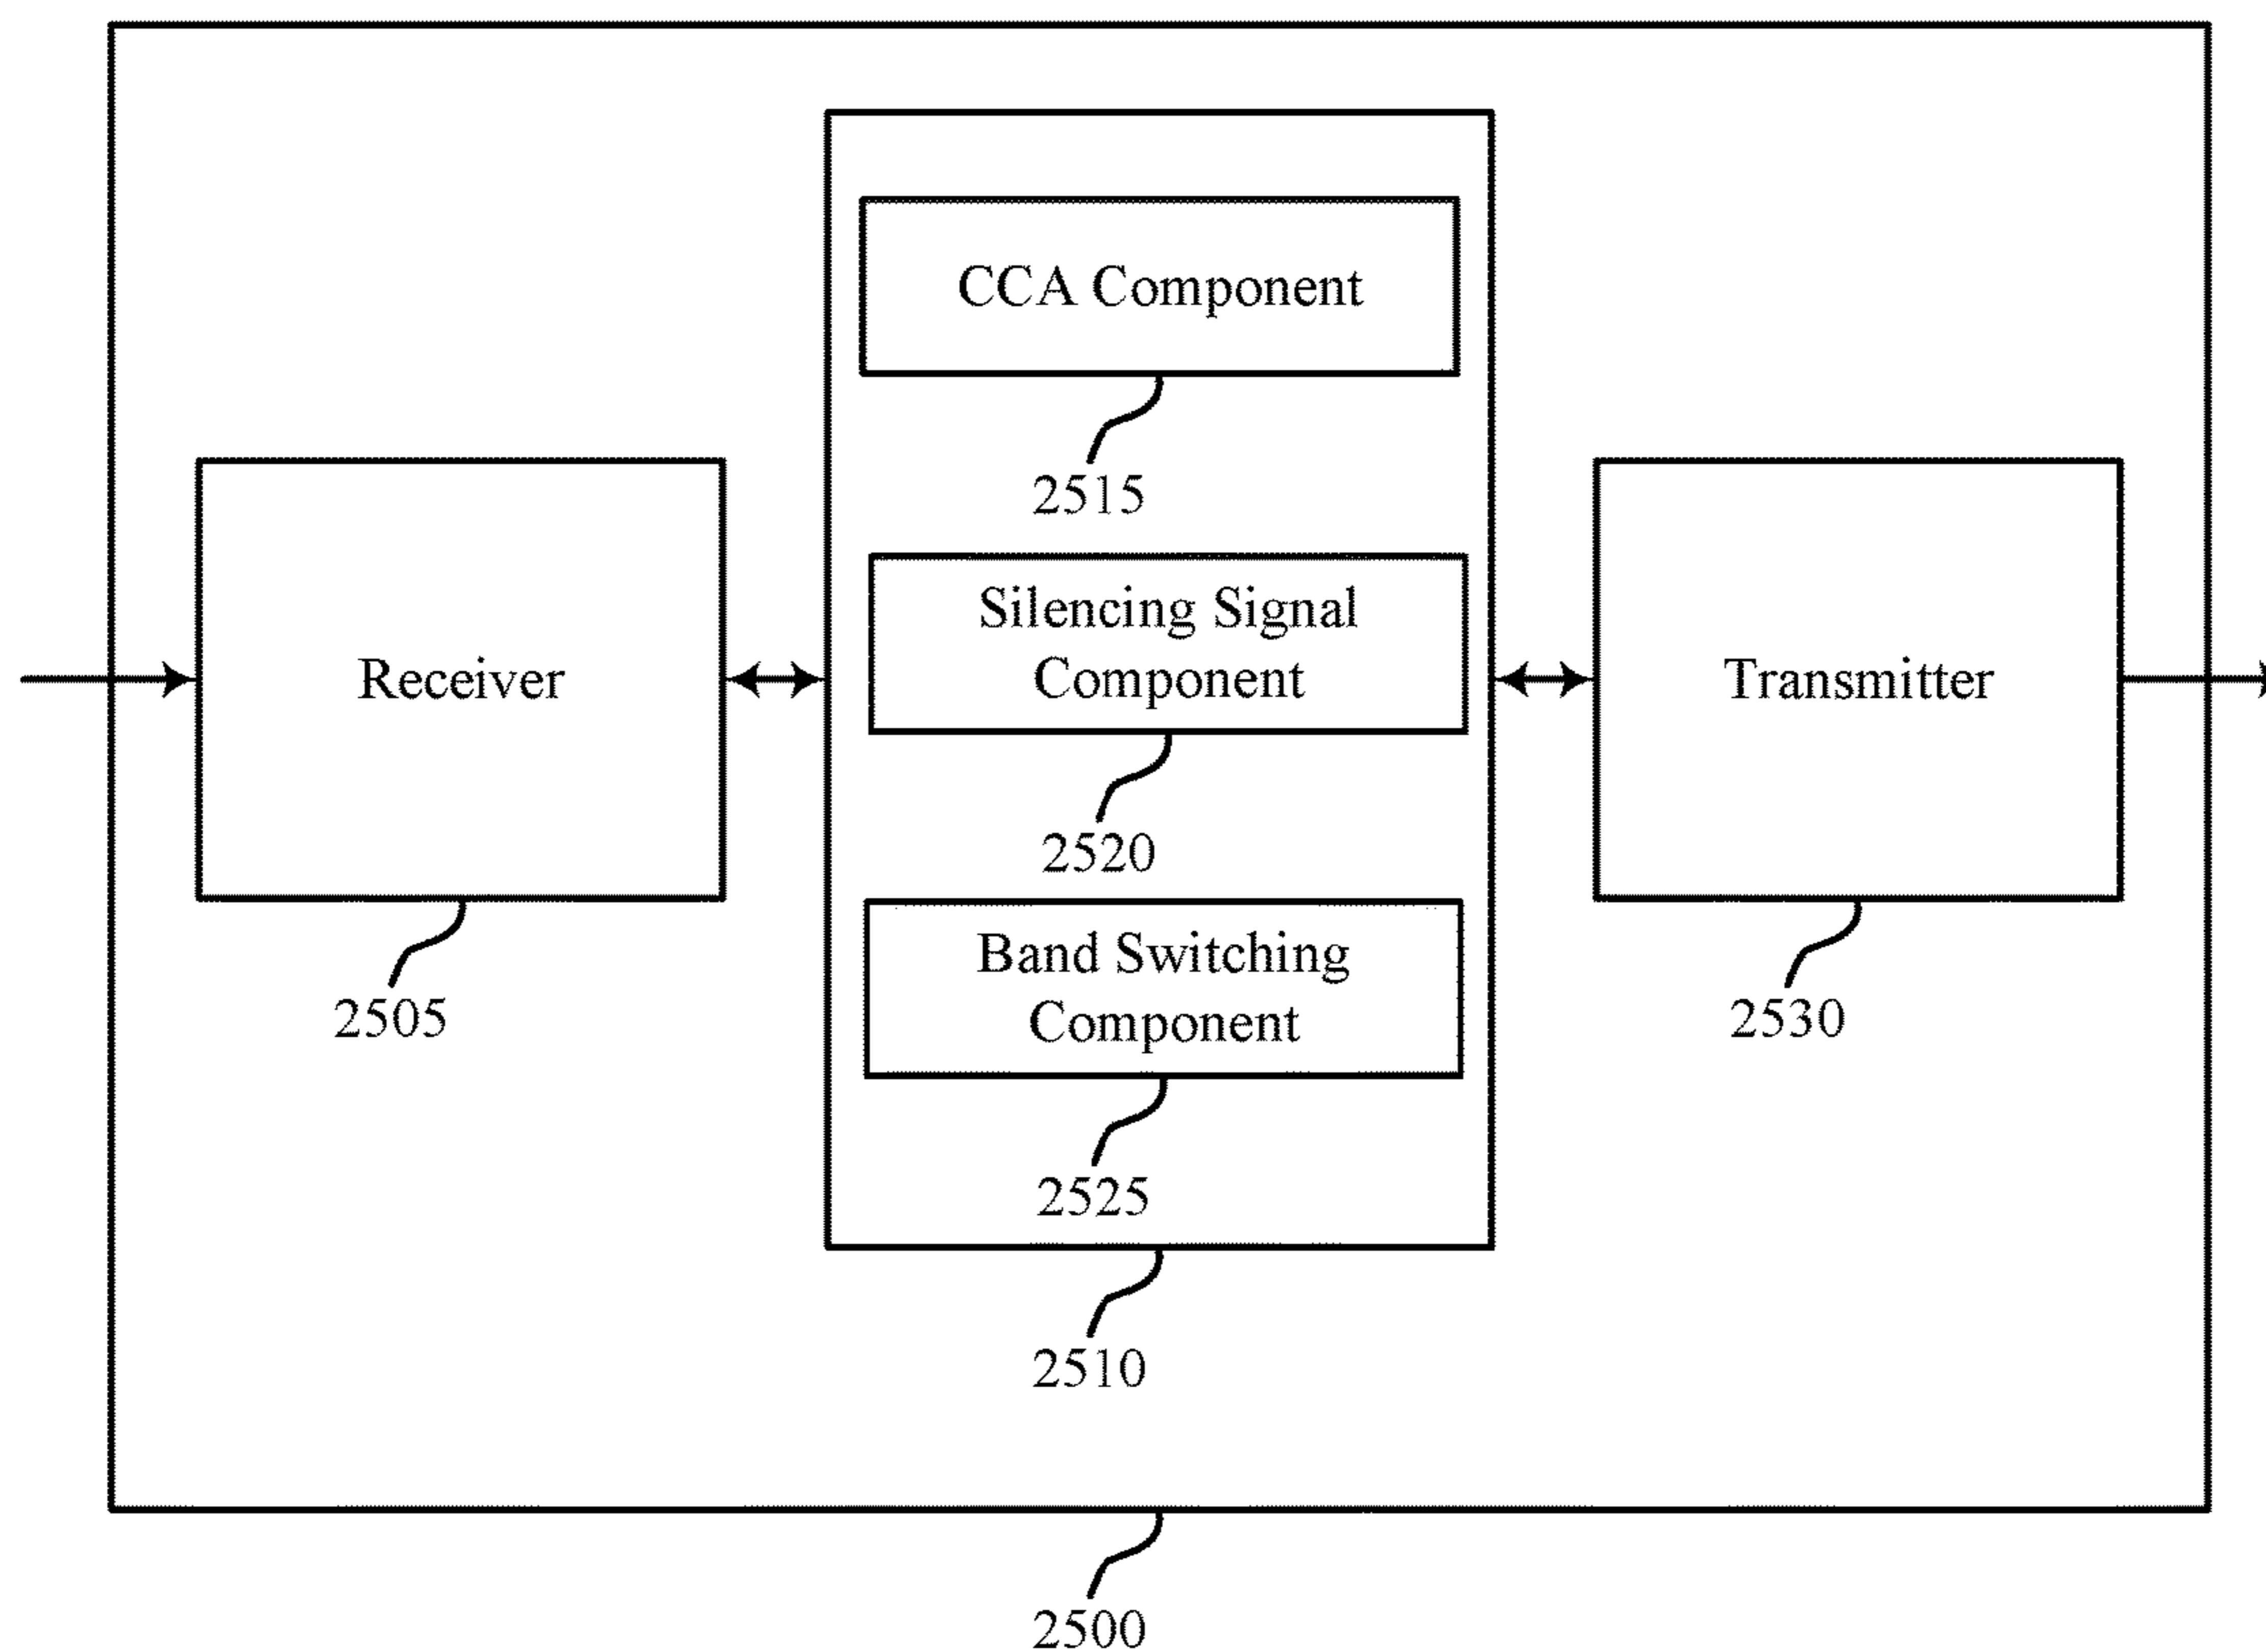 CCA Component
2515
Silencing Signal
Component
2520
Band Switching
Component
2525
2510
Receiver
2505
Transmitter
2530
2500